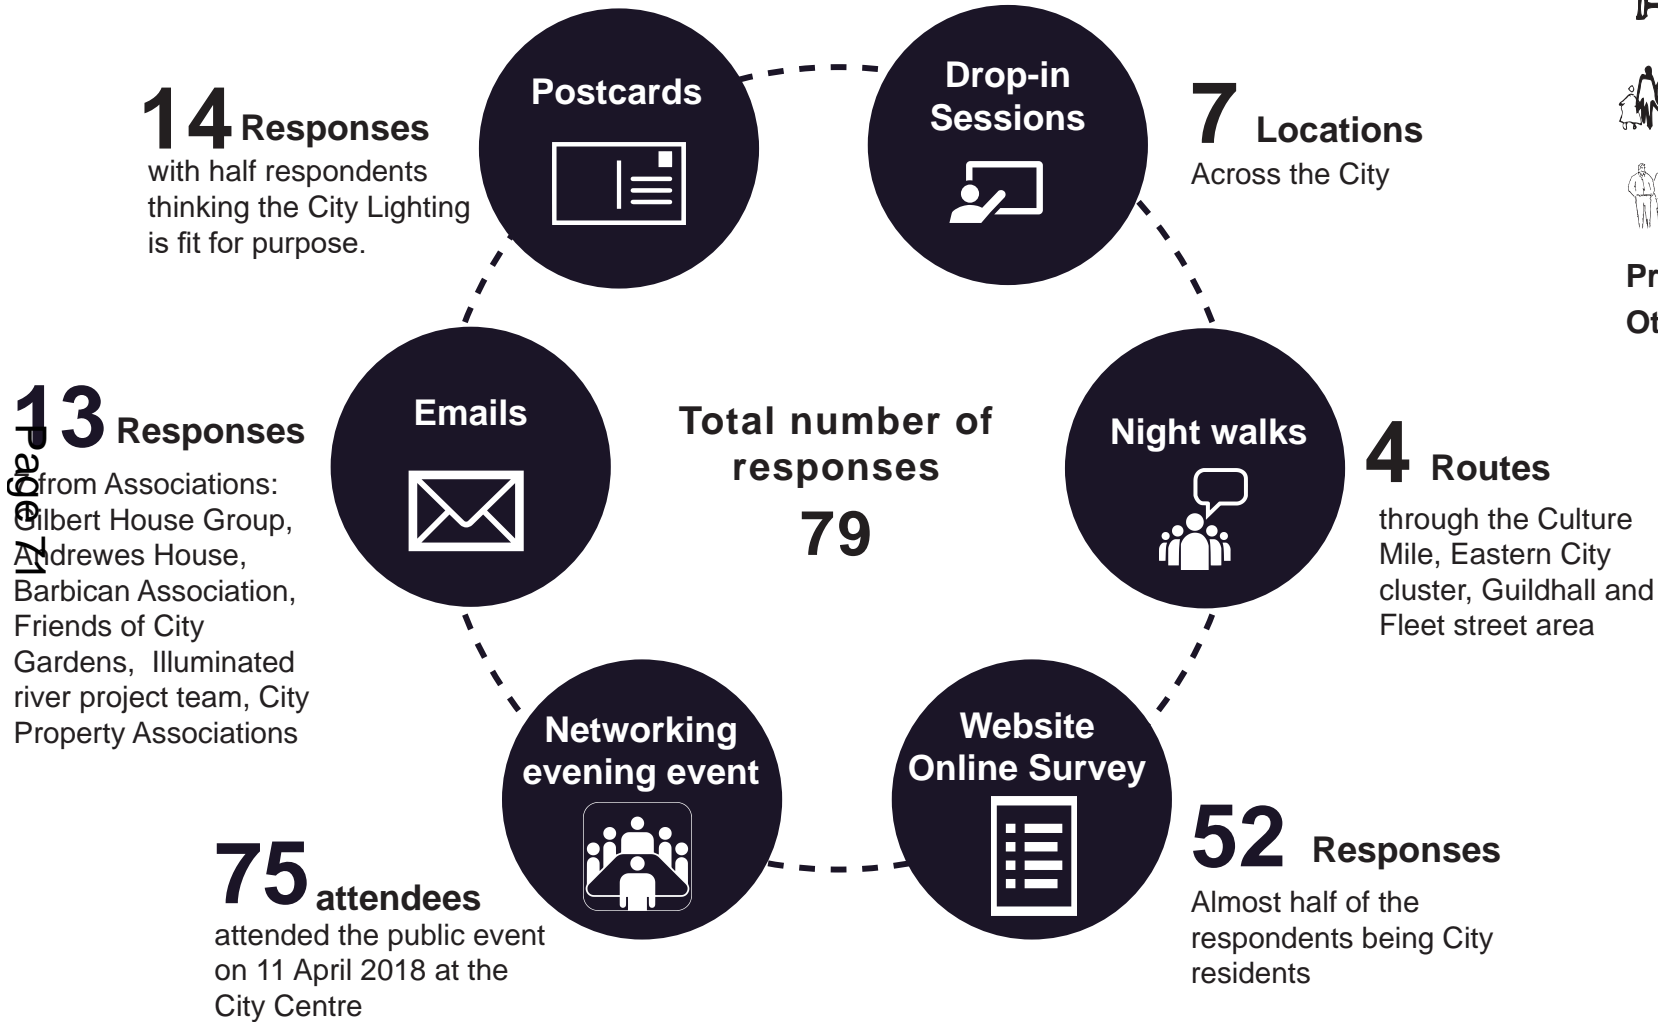 Postcards
14 Responses
with half respondents
thinking the City Lighting
is fit for purpose.
Drop-in
Sessions
7 Locations
Across the City
Emails
13 Responses
from Associations:
Gilbert House Group,
Andrewes House,
Barbican Association,
Friends of City
Gardens, Illuminated
river project team, City
Property Associations
Page 71
Total number of
responses
79
Night walks
4 Routes
through the Culture
Mile, Eastern City
cluster, Guildhall and
Fleet street area
Networking
evening event
75 attendees
attended the public event
on 11 April 2018 at the
City Centre
Website
Online Survey
52 Responses
Almost half of the
respondents being City
residents
Pr
Ot